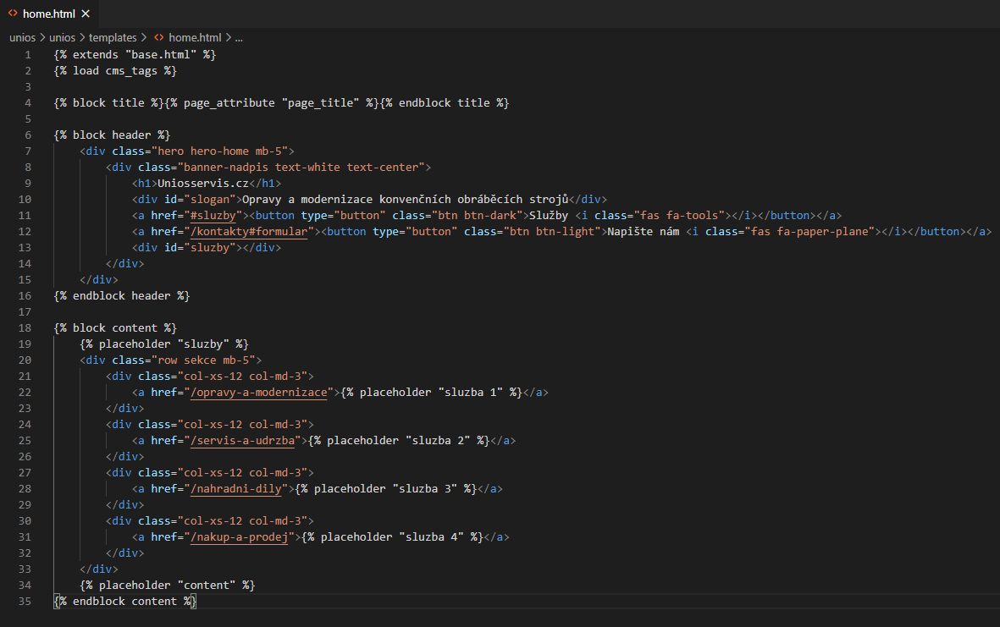 home.html
unios > unios > templates > home.html > ...
1 {% extends "base.html" %}
2 {% load cms_tags %}
3
4 {% block title %}{% page_attribute "page_title" %}{% endblock title %}
5
6 {% block header %}
7     <div class="hero hero-home mb-5">
8         <div class="banner-nadpis text-white text-center">
9             <h1>Uniosservis.cz</h1>
10             <div id="slogan">Opravy a modernizace konvenčních obráběcích strojů</div>
11             <a href="#sluzby"><button type="button" class="btn btn-dark">Služby <i class="fas fa-tools"></i></button></a>
12             <a href="/kontakty#formular"><button type="button" class="btn btn-light">Napište nám <i class="fas fa-paper-plane"></i></button></a>
13             <div id="sluzby"></div>
14         </div>
15     </div>
16 {% endblock header %}
17
18 {% block content %}
19     {% placeholder "sluzby" %}
20     <div class="row sekce mb-5">
21         <div class="col-xs-12 col-md-3">
22             <a href="/opravy-a-modernizace">{% placeholder "sluzba 1" %}</a>
23         </div>
24         <div class="col-xs-12 col-md-3">
25             <a href="/servis-a-udrzba">{% placeholder "sluzba 2" %}</a>
26         </div>
27         <div class="col-xs-12 col-md-3">
28             <a href="/nahradni-dily">{% placeholder "sluzba 3" %}</a>
29         </div>
30         <div class="col-xs-12 col-md-3">
31             <a href="/nakup-a-prodej">{% placeholder "sluzba 4" %}</a>
32         </div>
33     </div>
34     {% placeholder "content" %}
35 {% endblock content %}